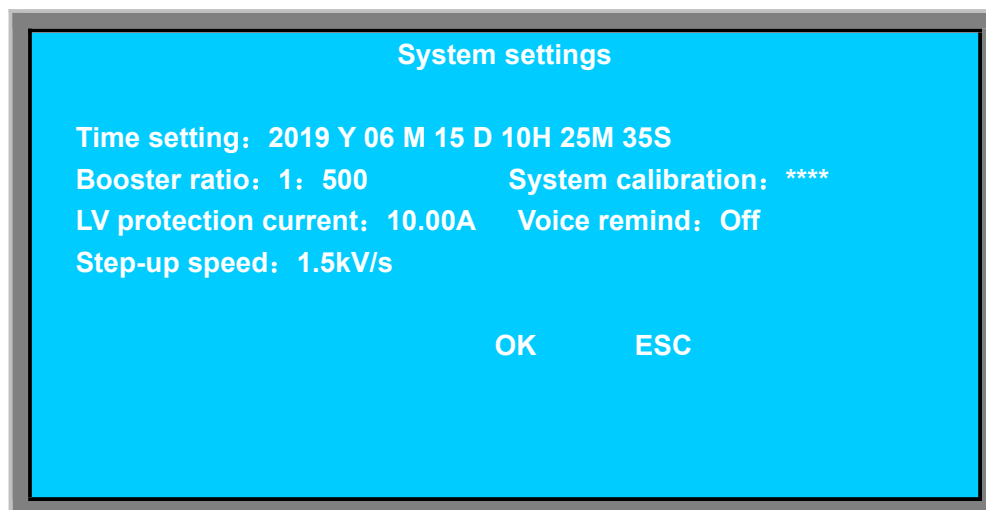 System settings
Time setting：2019 Y 06 M 15 D 10H 25M 35S
Booster ratio：1：500 System calibration：****
LV protection current：10.00A Voice remind：Off
Step-up speed：1.5kV/s
OK ESC